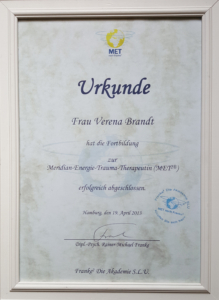 MET
Urkunde
Frau Verena Brandt
hat die Fortbildung
zur
Meridian-Energie-Trauma-Therapeutin (MET®)
erfolgreich abgeschlossen.
Hamburg, den 19. April 2015
Dipl.-Psych. Rainer-Michael Franke
Franke® Die Akademie S.L.U.